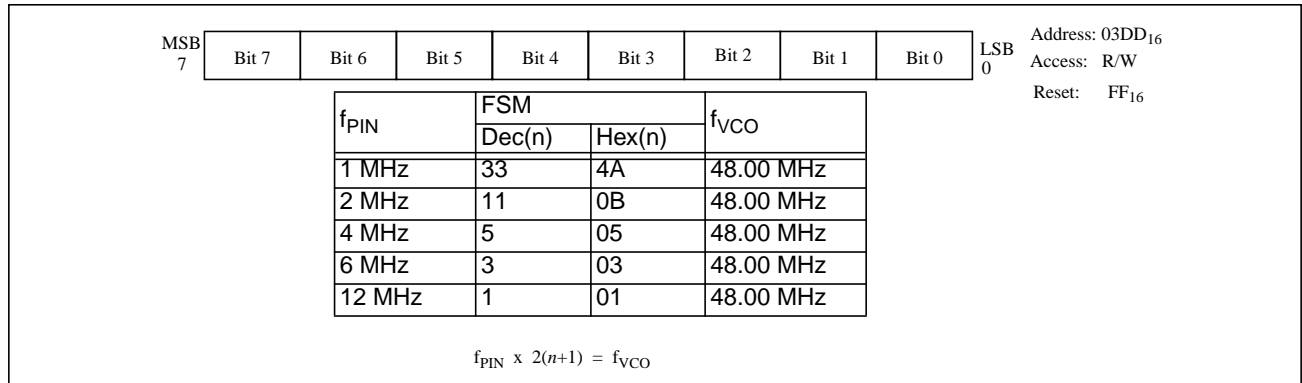 MSB 7 Bit 7 Bit 6 Bit 5 Bit 4 Bit 3 Bit 2 Bit 1 Bit 0 LSB 0
Address: 03DD16
Access: R/W
Reset: FF16
fPIN FSM fVCO
Dec(n) Hex(n)
1 MHz 33 4A 48.00 MHz
2 MHz 11 0B 48.00 MHz
4 MHz 5 05 48.00 MHz
6 MHz 3 03 48.00 MHz
12 MHz 1 01 48.00 MHz
fPIN x 2(n+1) = fVCO